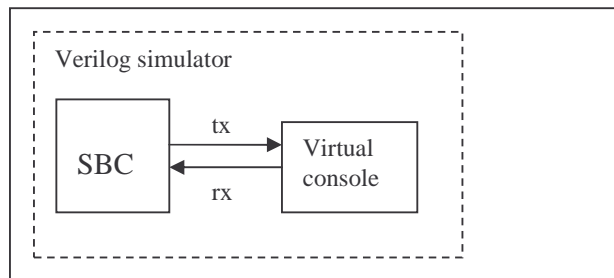 Verilog simulator
SBC
tx
rx
Virtual
console